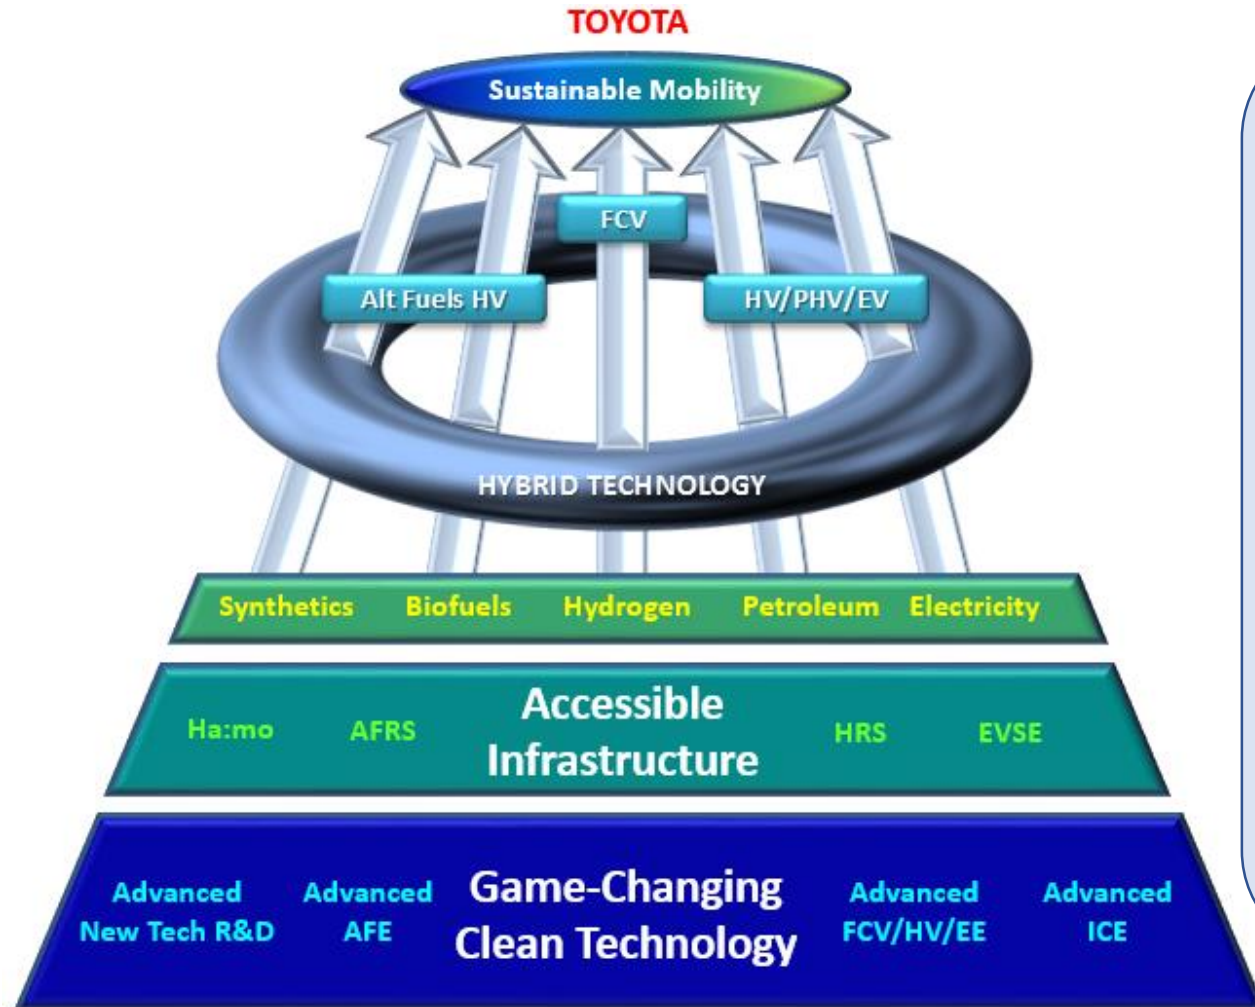 TOYOTA
Sustainable Mobility
FCV
Alt Fuels HV
HV/PHV/EV
HYBRID TECHNOLOGY
Synthetics Biofuels Hydrogen Petroleum Electricity
Ha:mo AFRS
Accessible
Infrastructure
HRS EVSE
Advanced
New Tech R&D
Advanced
AFE
Game-Changing
Clean Technology
Advanced
FCV/HV/EE
Advanced
ICE